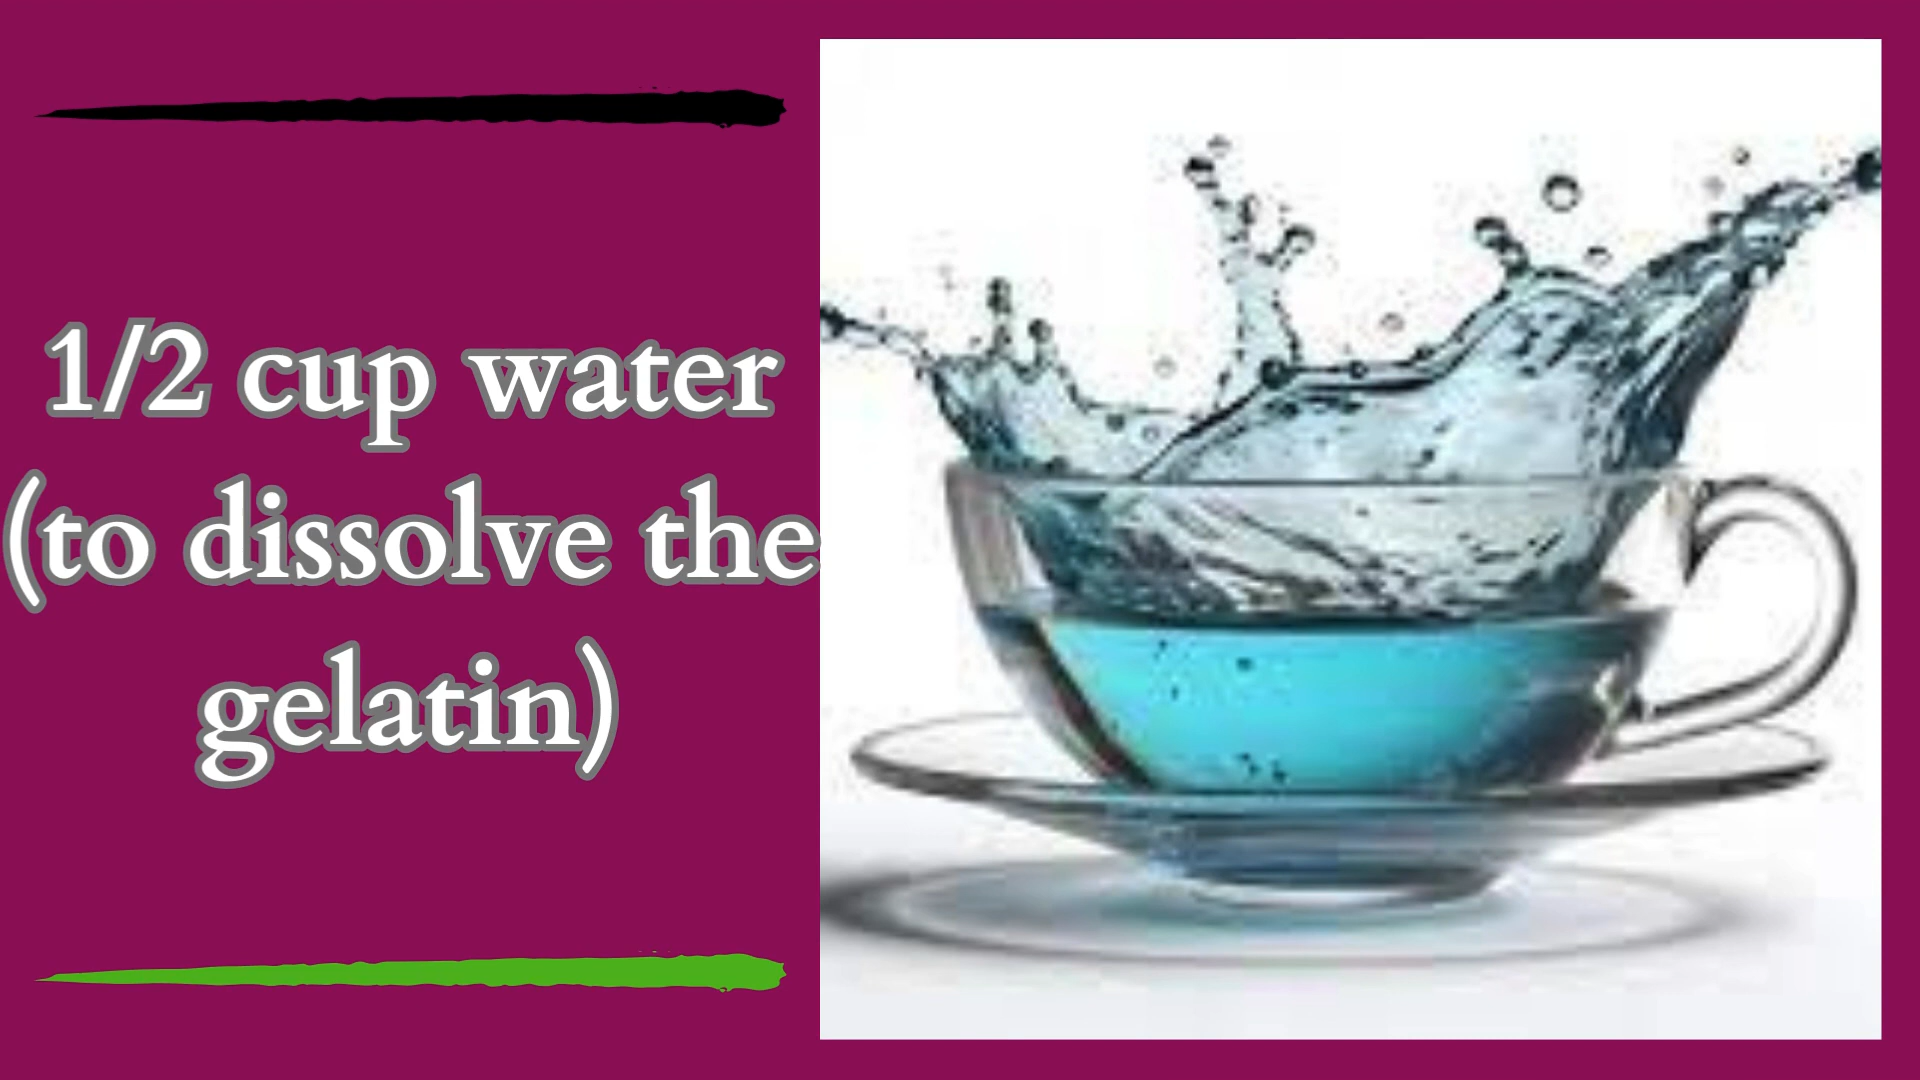 1/2 cup water
(to dissolve the
gelatin)